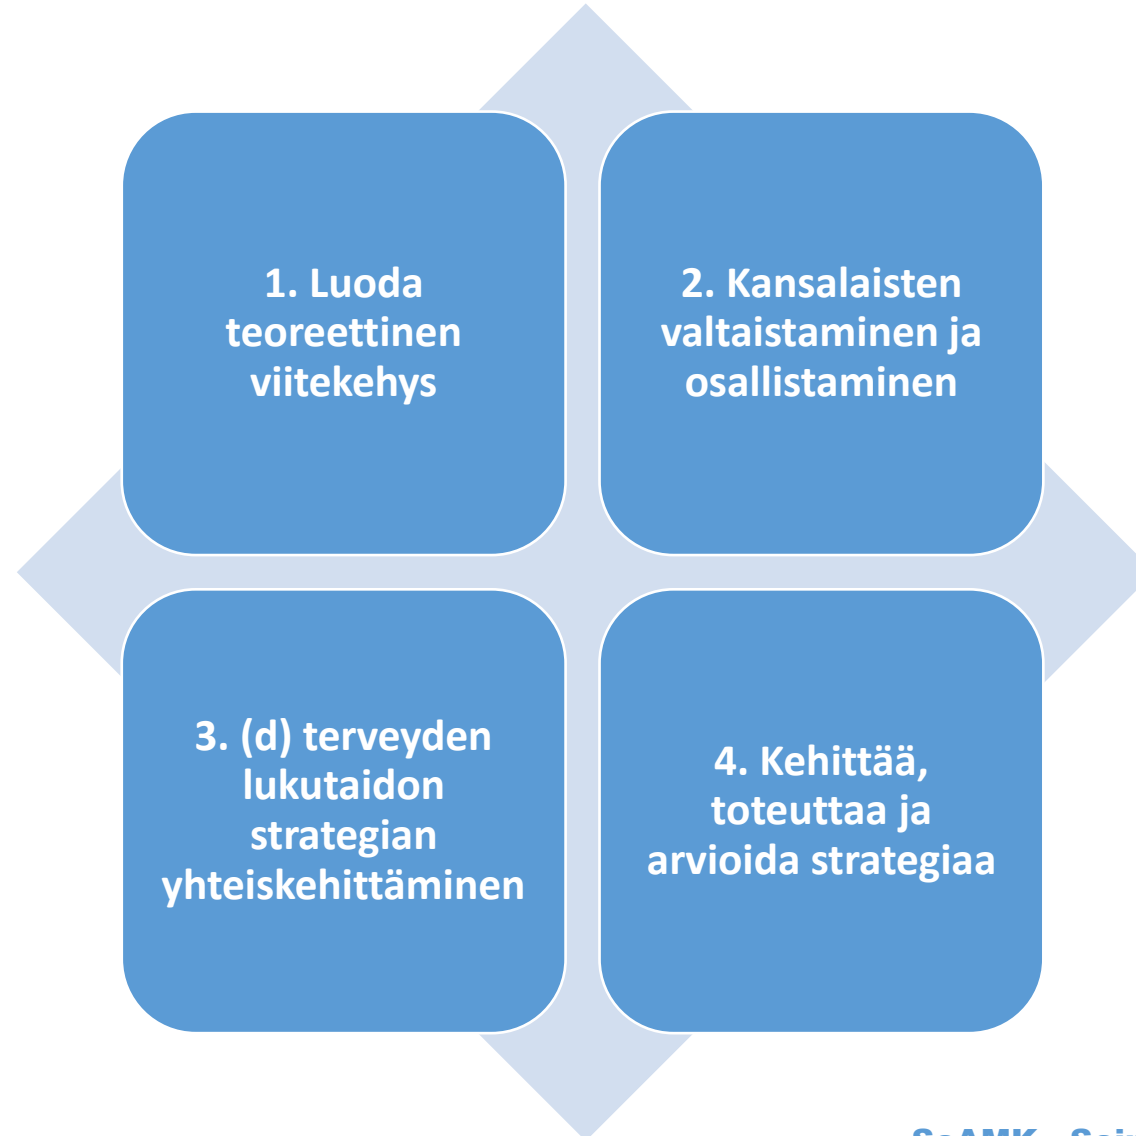 1. Luoda
teoreettinen
viitekehys
2. Kansalaisten
valtaistaminen ja
osallistaminen
3. (d) terveyden
lukutaidon
strategian
yhteiskehittäminen
4. Kehittää,
toteuttaa ja
arvioida strategiaa